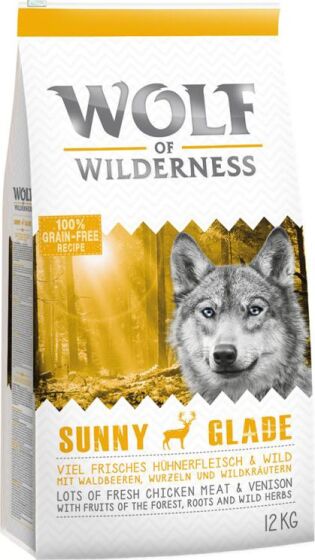 WOLF
OF
WILDERNESS
100%
GRAIN-FREE
RECIPE
SUNNY GLADE
VIEL FRISCHES HÜHNERFLEISCH & WILD
MIT WALDBEEREN, WURZELN UND WILDKRÄUTERN
LOTS OF FRESH CHICKEN MEAT & VENISON
WITH FRUITS OF THE FOREST, ROOTS AND WILD HERBS
12 KG